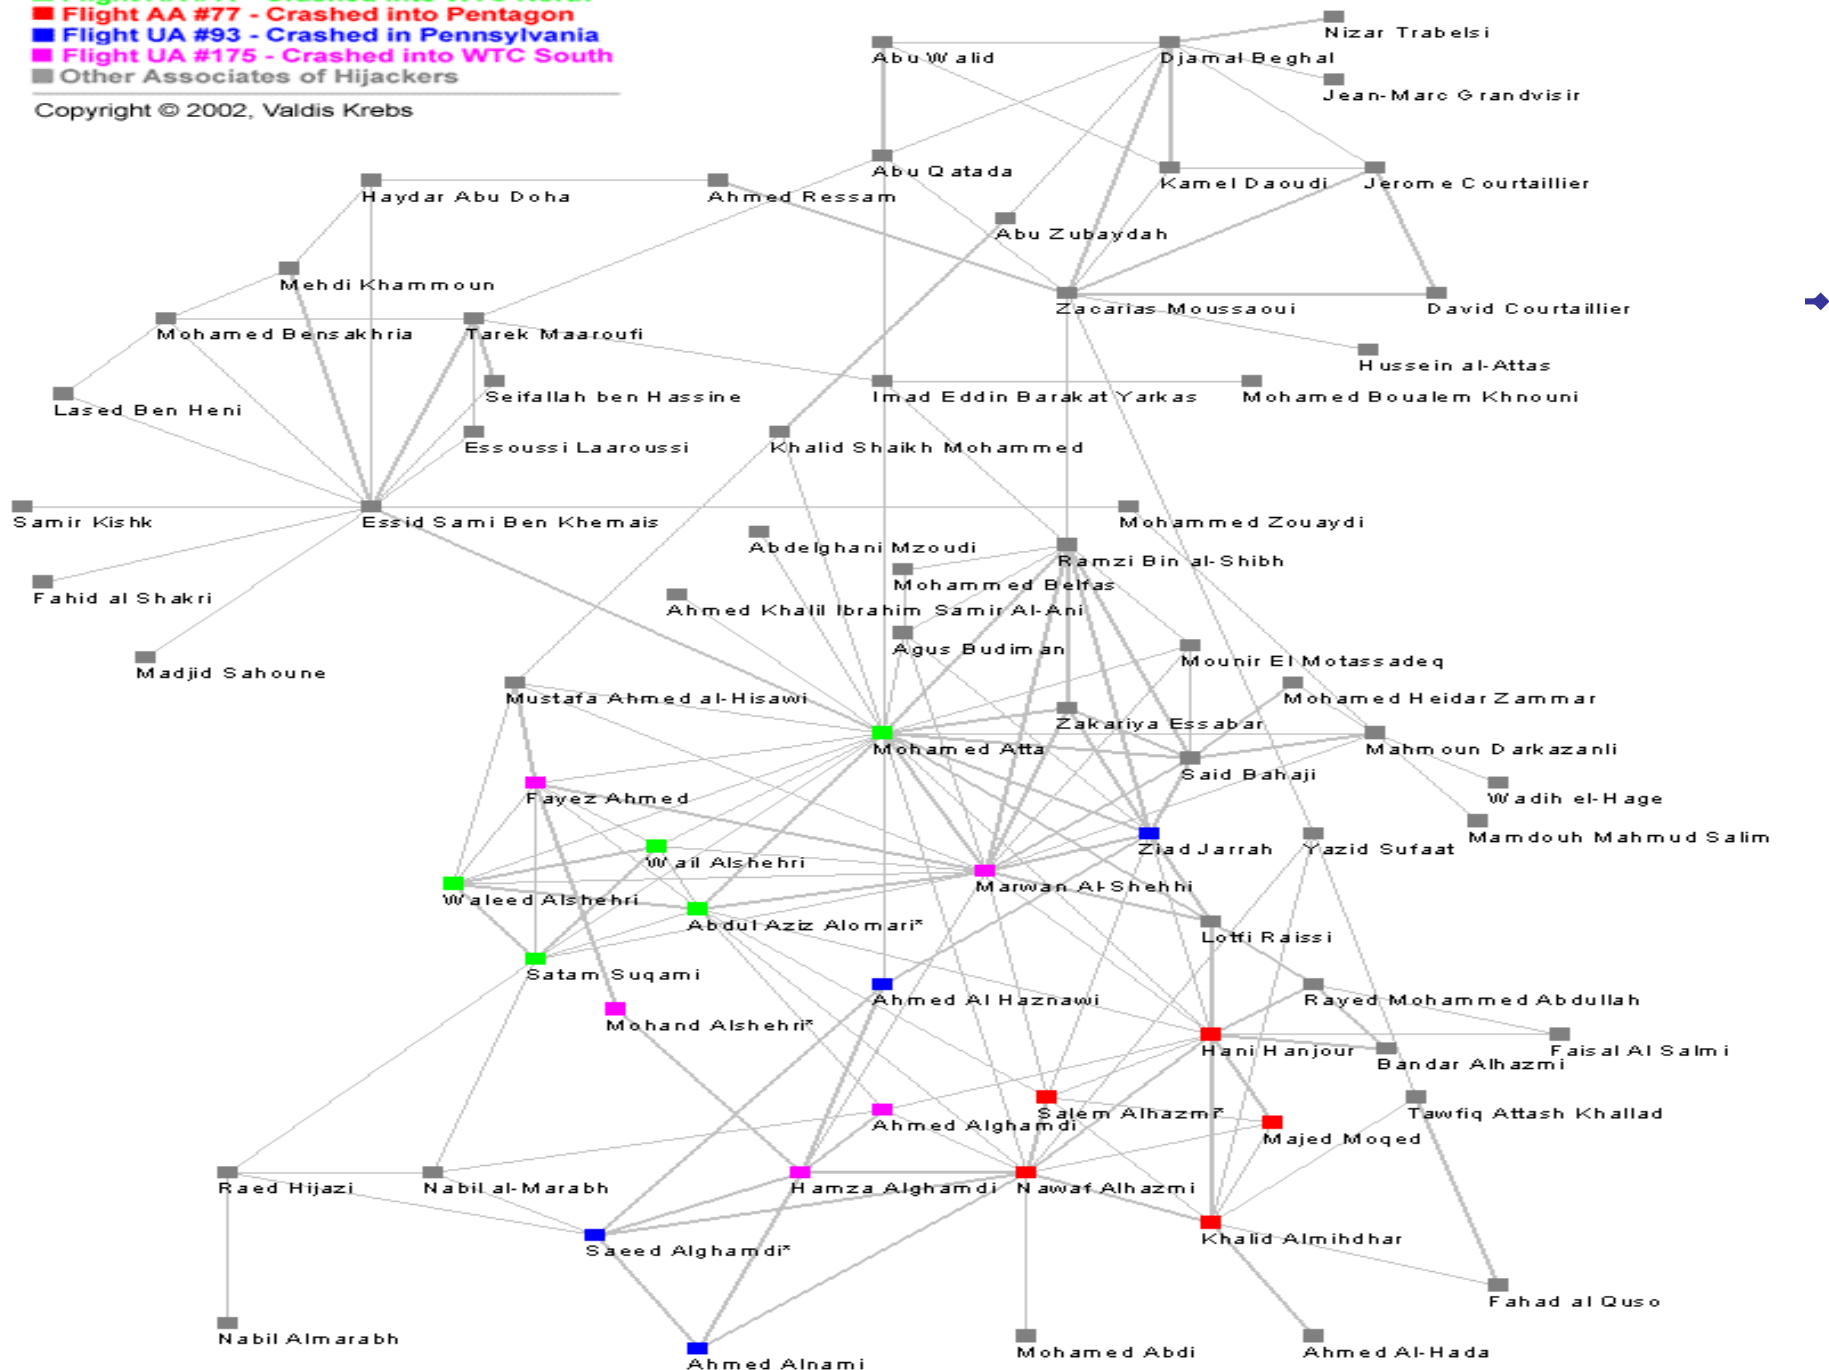 Flight AA #77 - Crashed into Pentagon
Flight UA #93 - Crashed in Pennsylvania
Flight UA #175 - Crashed into WTC South
Other Associates of Hijackers
Copyright © 2002, Valdis Krebs
Nizar Trabelsi
Abu Walid
Djamal Beghal
Jean-Marc Grandvisir
Abu Qatada
Kamel Daoudi
Jerome Courtaillier
Haydar Abu Doha
Ahmed Ressam
Abu Zubaydah
Mehdi Khammoun
Zacarias Moussaoui
David Courtaillier
Mohamed Bensakhria
Tarek Maaroufi
Hussein al-Attas
Seifallah ben Hassine
Imad Eddin Barakat Yarkas
Mohamed Boualem Khnouni
Lased Ben Heni
Essoussi Laaroussi
Khalid Shaikh Mohammed
Samir Kishk
Essid Sami Ben Khemais
Mohammed Zouaydi
Abdelghani Mzoudi
Ramzi Bin al-Shibh
Mohammed Belfas
Fahid al Shakri
Ahmed Khalil Ibrahim Samir Al-Ani
Agus Budiman
Mounir El Motassadeq
Madjid Sahoune
Mustafa Ahmed al-Hisawi
Mohamed Heidar Zammar
Zakariya Essabar
Mohamed Atta
Mahmoun Darkazanli
Said Bahaji
Fayez Ahmed
Wadih el-Hage
Mamdouh Mahmud Salim
Wail Alshehri
Ziad Jarrah
Yazid Sufaat
Marwan Al-Shehhi
Waleed Alshehri
Abdul Aziz Alomari*
Lotfi Raissi
Satam Suqami
Ahmed Al Haznawi
Rayed Mohammed Abdullah
Mohand Alshehri*
Hani Hanjour
Faisal Al Salmi
Bandar Alhazmi
Salem Alhazmi*
Tawfiq Attash Khallad
Ahmed Alghamdi
Majed Moqed
Raed Hijazi
Nabil al-Marabh
Hamza Alghamdi
Nawaf Alhazmi
Khalid Almihdhar
Saeed Alghamdi*
Fahad al Quso
Nabil Almarabh
Mohamed Abdi
Ahmed Al-Hada
Ahmed Alnami